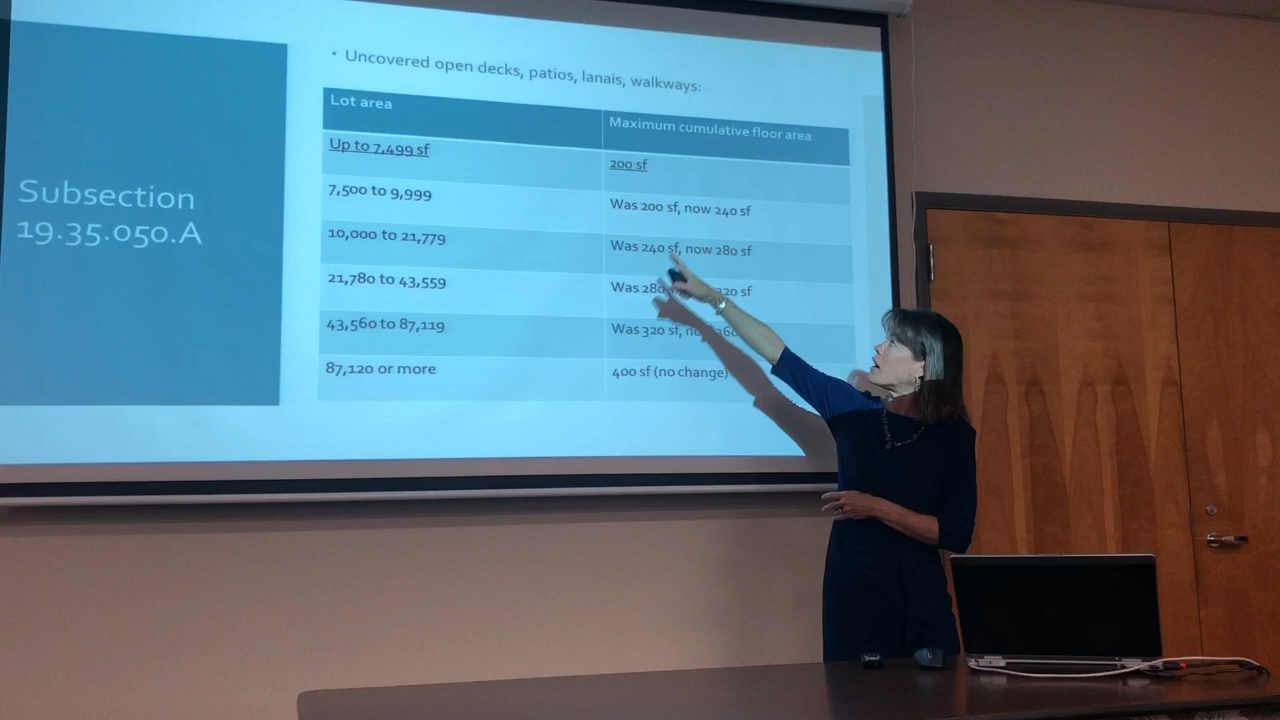 Subsection
19.35.050.A
• Uncovered open decks, patios, lanais, walkways:
Lot area
Maximum cumulative floor area
Up to 7,499 sf
200 sf
7,500 to 9,999
Was 200 sf, now 240 sf
10,000 to 21,779
Was 240 sf, now 280 sf
21,780 to 43,559
Was 280 320 sf
43,560 to 87,119
Was 320 sf,
87,120 or more
400 sf (no change)